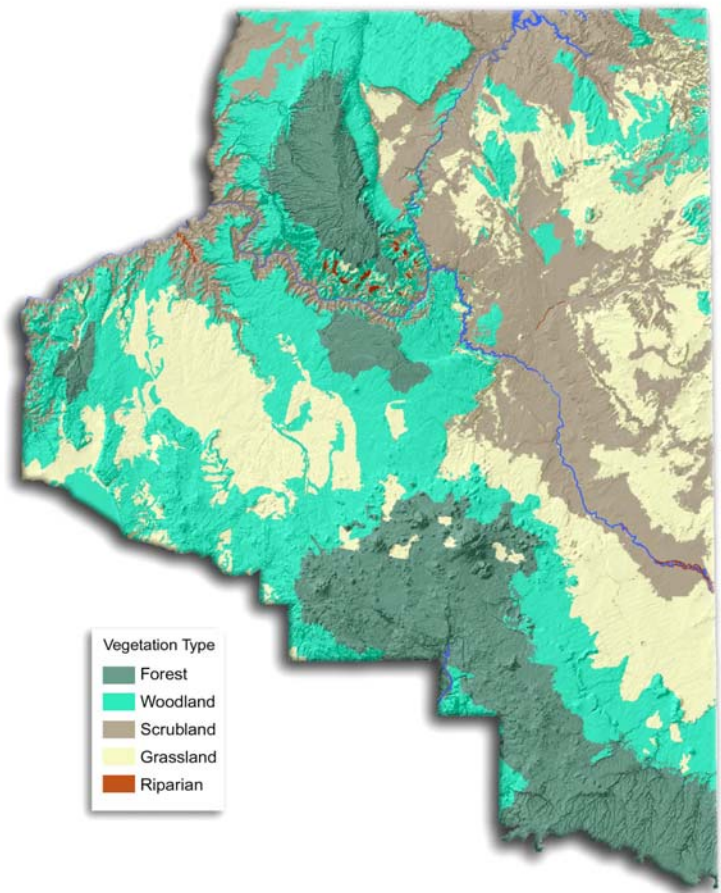 Vegetation Type
Forest
Woodland
Scrubland
Grassland
Riparian